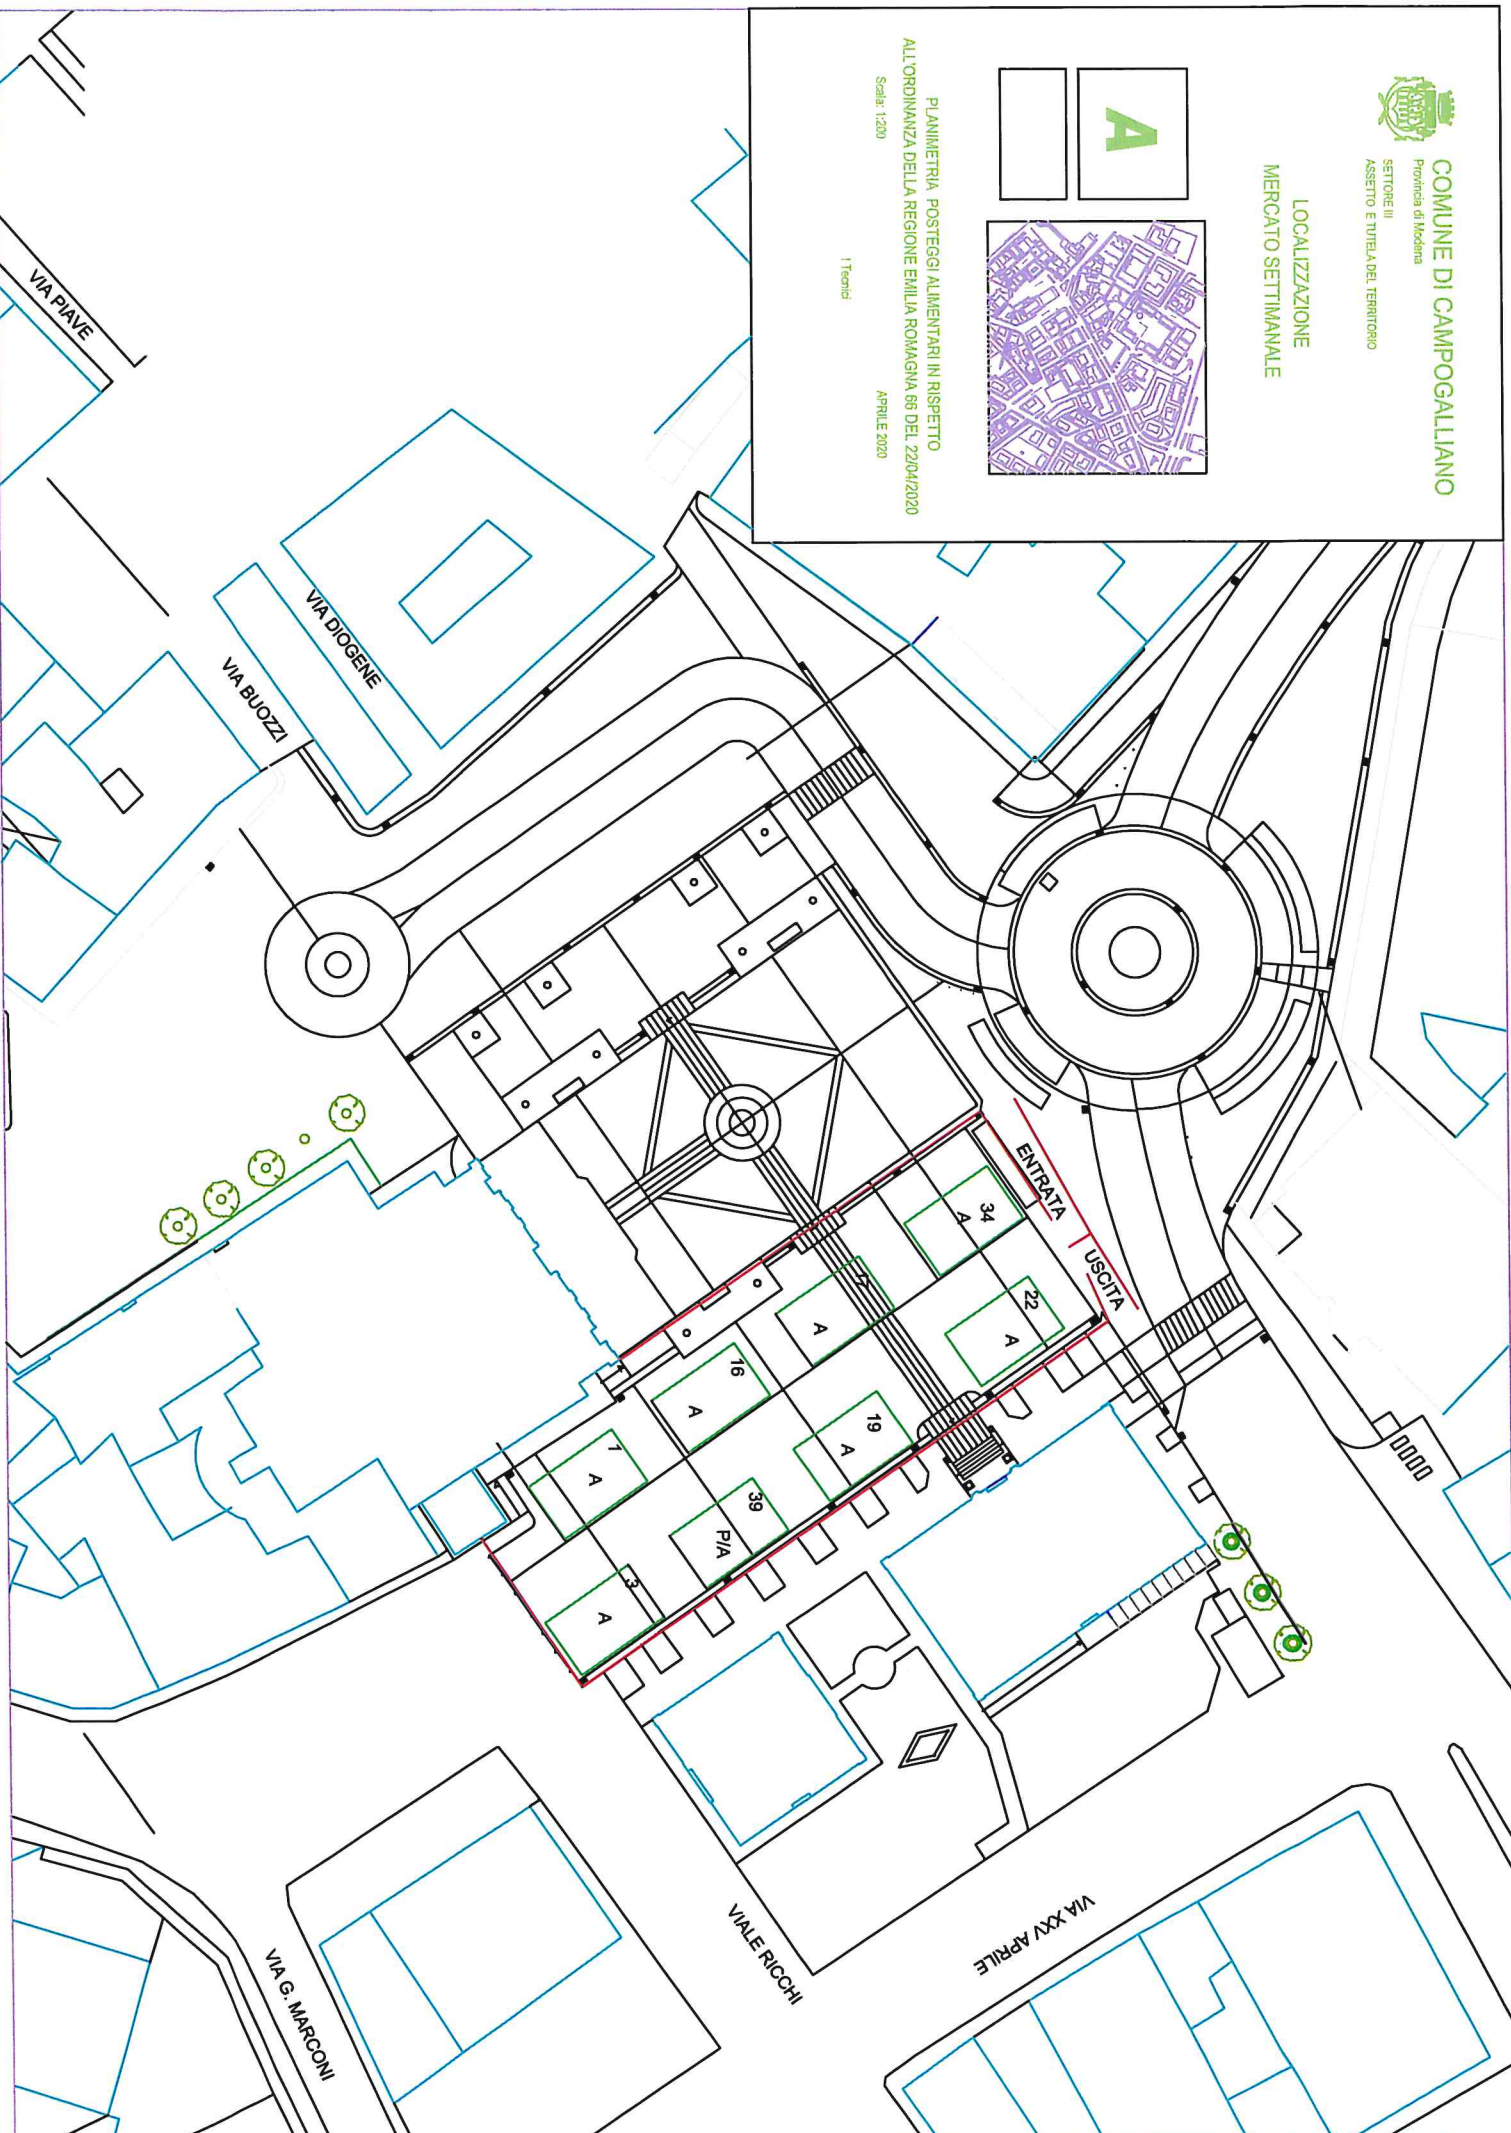 COMUNE DI CAMPOGALLIANO
Provincia di Modena
SETTORE III
ASSETTO E TUTELA DEL TERRITORIO
LOCALIZZAZIONE
MERCATO SETTIMANALE
A
PLANIMETRIA POSTEGGI ALIMENTARI IN RISPETTO
ALL'ORDINANZA DELLA REGIONE EMILIA ROMAGNA 66 DEL 22/04/2020
Scala: 1:200
APRILE 2020
I Tecnici
VIA PIAVE
VIA DIOGENE
VIA BUOZZI
ENTRATA
USCITA
34
A
22
A
17
A
16
A
19
A
1
A
39
P/A
3
A
VIALE RICCHI
VIA XXV APRILE
VIA G. MARCONI